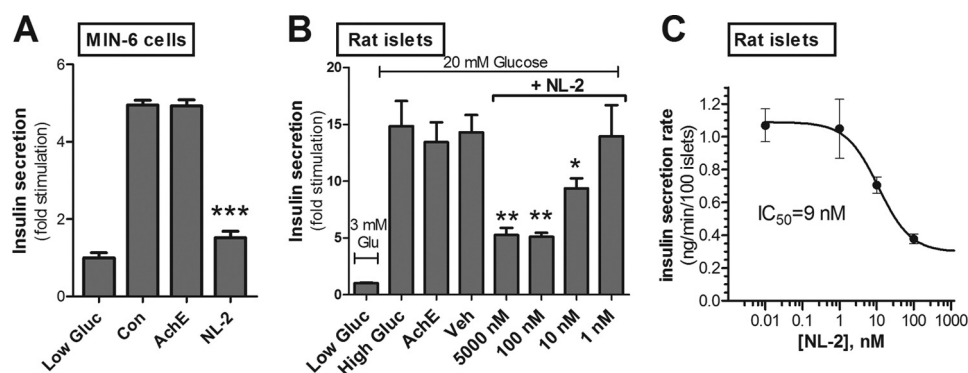 A
MIN-6 cells
Insulin secretion
(fold stimulation)
6
4
2
0
Low Gluc
Con
AchE
NL-2
***
B
Rat islets
20 mM Glucose
+ NL-2
Insulin secretion
(fold stimulation)
20
15
10
5
0
3 mM
Glu
**
**
*
Low Gluc
High Gluc
AchE
Veh
5000 nM
100 nM
10 nM
1 nM
C
Rat islets
insulin secretion rate
(ng/min/100 islets)
1.2
1.0
0.8
0.6
0.4
0.2
0.0
IC50=9 nM
0.01
0.1
1
10
100
1000
[NL-2], nM